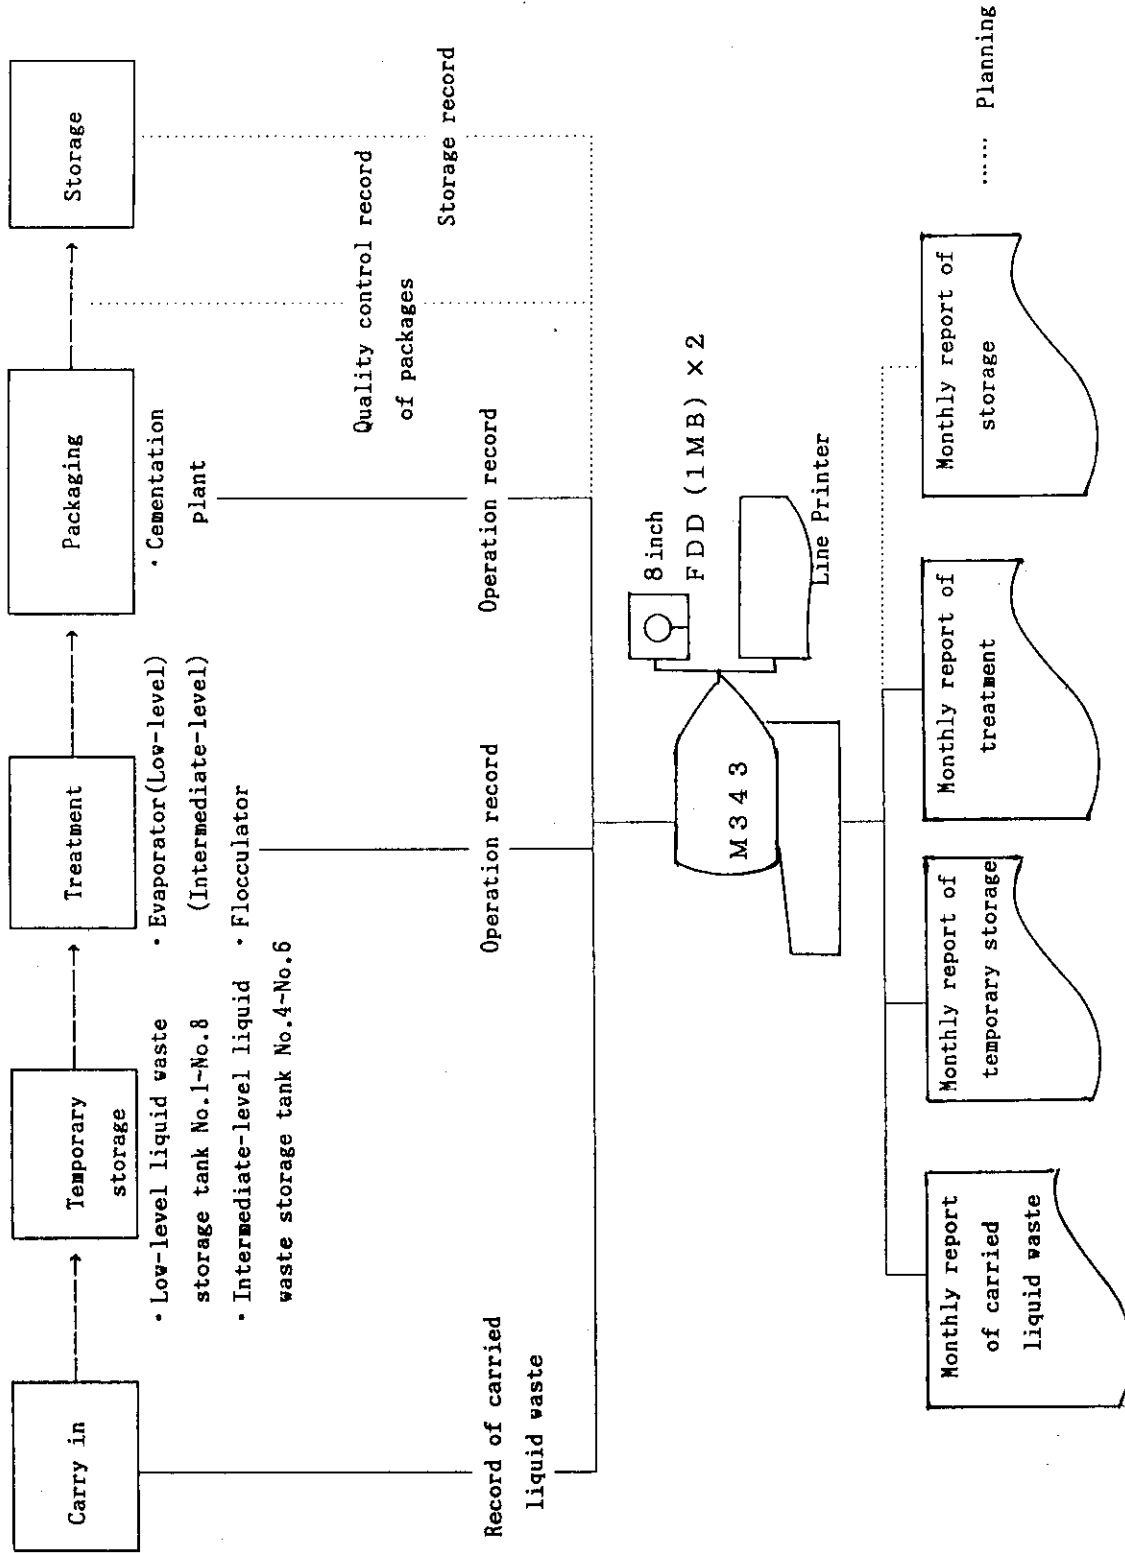 Carry in
Temporary
storage
Treatment
Packaging
Storage
・Low-level liquid waste
storage tank No.1~No.8
・Intermediate-level liquid
waste storage tank No.4~No.6
・Evaporator(Low-level)
(Intermediate-level)
・Flocculator
・Cementation
plant
Record of carried
liquid waste
Operation record
Operation record
Quality control record
of packages
Storage record
M343
8 inch
FDD (1MB) ×2
Line Printer
Monthly report
of carried
liquid waste
Monthly report of
temporary storage
Monthly report of
treatment
Monthly report of
storage
...... Planning